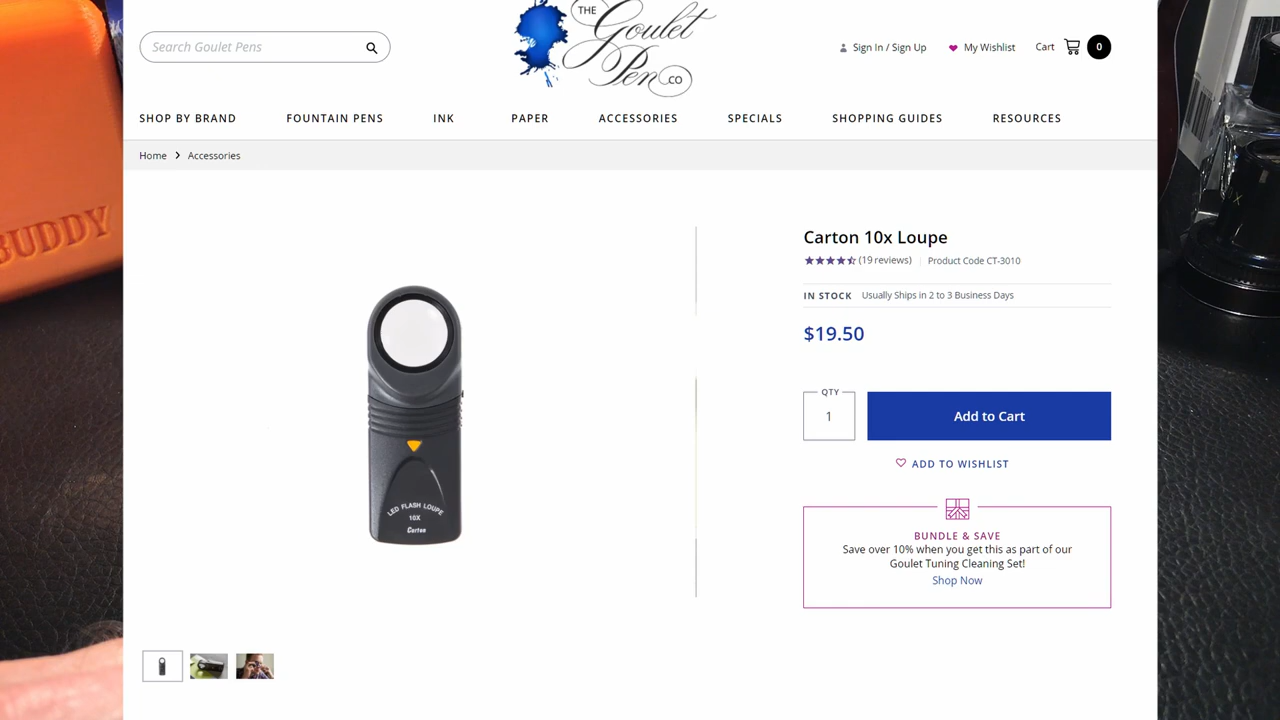 BUDDY
Search Goulet Pens
THE
Goulet
Pen CO
Sign In / Sign Up
My Wishlist
Cart
0
SHOP BY BRAND
FOUNTAIN PENS
INK
PAPER
ACCESSORIES
SPECIALS
SHOPPING GUIDES
RESOURCES
Home
Accessories
Carton 10x Loupe
(19 reviews)
Product Code CT-3010
IN STOCK Usually Ships in 2 to 3 Business Days
$19.50
QTY
1
Add to Cart
ADD TO WISHLIST
BUNDLE & SAVE
Save over 10% when you get this as part of our
Goulet Tuning Cleaning Set!
Shop Now
LED FLASH LOUPE
10X
Carton